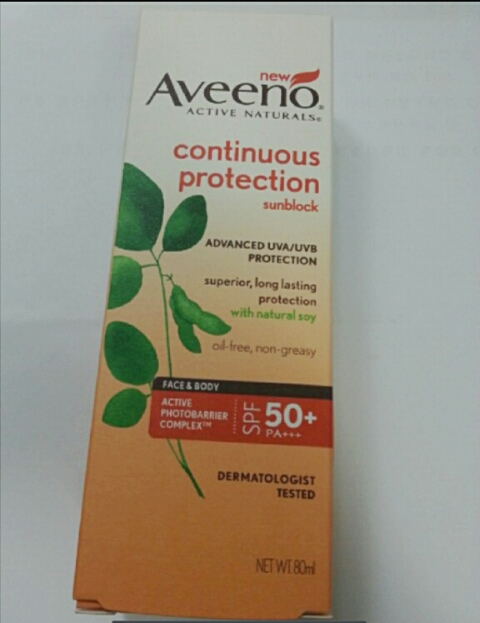 new
Aveeno®
ACTIVE NATURALS®
continuous
protection
sunblock
ADVANCED UVA/UVB
PROTECTION
superior, long lasting
protection
with natural soy
oil-free, non-greasy
FACE & BODY
ACTIVE
PHOTOBARRIER
COMPLEX™
SPF 50+
PA+++
DERMATOLOGIST
TESTED
NET WT. 80ml